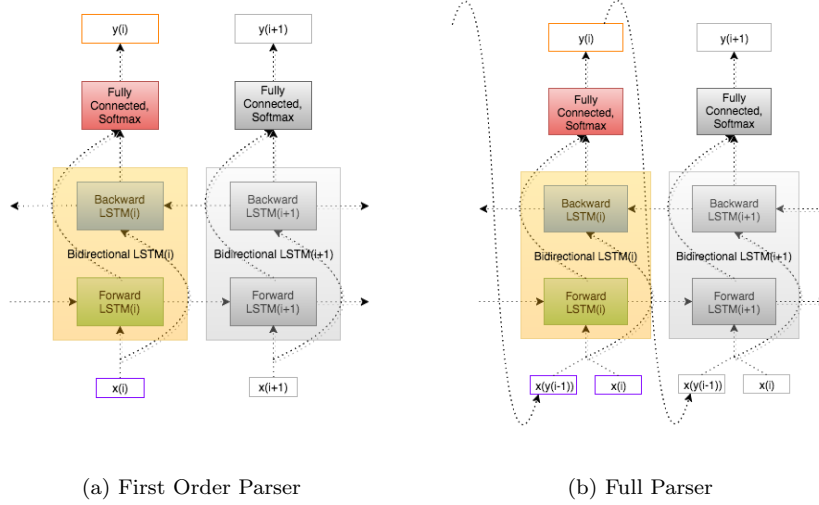 y(i)
y(i+1)
Fully
Connected,
Softmax
Fully
Connected,
Softmax
Backward
LSTM(i)
Backward
LSTM(i+1)
Bidirectional LSTM(i)
Bidirectional LSTM(i+1)
Forward
LSTM(i)
Forward
LSTM(i+1)
x(i)
x(i+1)
(a) First Order Parser
y(i)
y(i+1)
Fully
Connected,
Softmax
Fully
Connected,
Softmax
Backward
LSTM(i)
Backward
LSTM(i+1)
Bidirectional LSTM(i)
Bidirectional LSTM(i+1)
Forward
LSTM(i)
Forward
LSTM(i+1)
x(y(i-1))
x(i)
x(y(i-1))
x(i)
(b) Full Parser